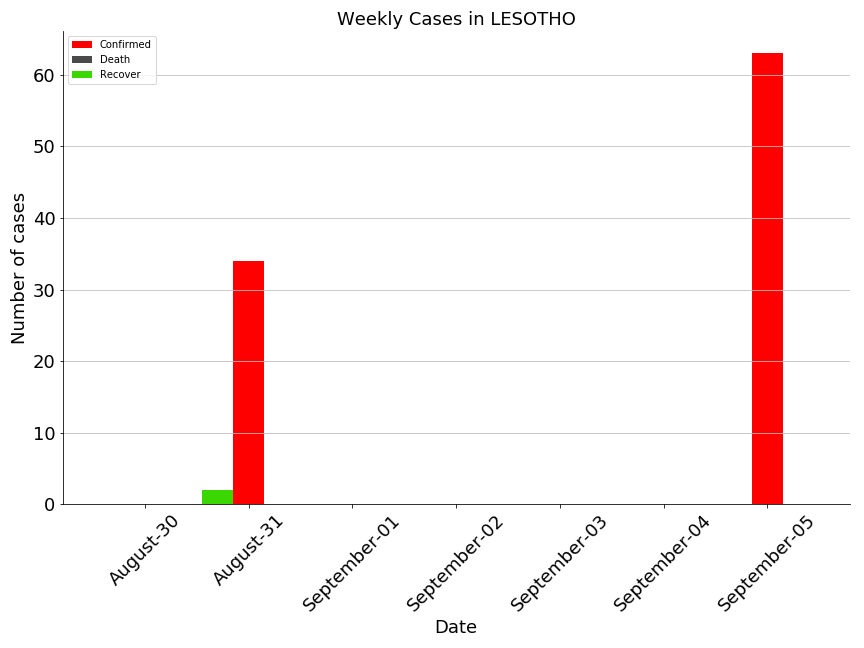 Weekly Cases in LESOTHO
Confirmed
Death
Recover
Number of cases
60
50
40
30
20
10
0
August-30
August-31
September-01
September-02
September-03
September-04
September-05
Date